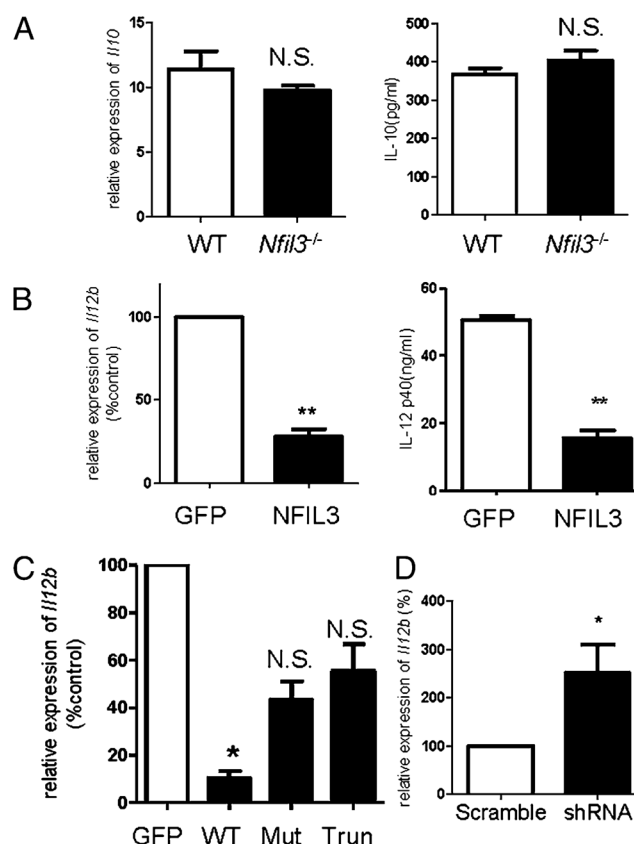 A
relative expression of Il10
15
10
5
0
N.S.
WT
Nfil3-/-
IL-10(pg/ml)
500
400
300
200
100
0
N.S.
WT
Nfil3-/-
B
relative expression of Il12b
(%control)
100
50
0
**
GFP
NFIL3
IL-12 p40(ng/ml)
60
40
20
0
**
GFP
NFIL3
C
relative expression of Il12b
(%control)
100
80
60
40
20
0
*
N.S.
N.S.
GFP
WT
Mut
Trun
D
relative expression of Il12b (%)
400
300
200
100
0
*
Scramble
shRNA